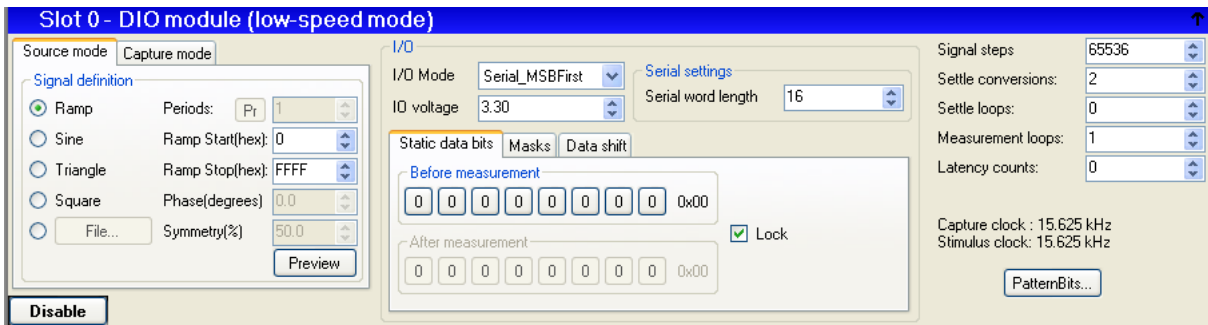 Slot 0 - DIO module (low-speed mode)
Source mode Capture mode
Signal definition
Ramp Periods: Pr 1
Sine Ramp Start(hex): 0
Triangle Ramp Stop(hex): FFFF
Square Phase(degrees) 0.0
File... Symmetry(%) 50.0
Preview
Disable
I/O
I/O Mode Serial_MSBFirst
IO voltage 3.30
Serial settings
Serial word length 16
Static data bits Masks Data shift
Before measurement
0 0 0 0 0 0 0 0 0x00
Lock
After measurement
0 0 0 0 0 0 0 0 0x00
Signal steps 65536
Settle conversions: 2
Settle loops: 0
Measurement loops: 1
Latency counts: 0
Capture clock : 15.625 kHz
Stimulus clock: 15.625 kHz
PatternBits...